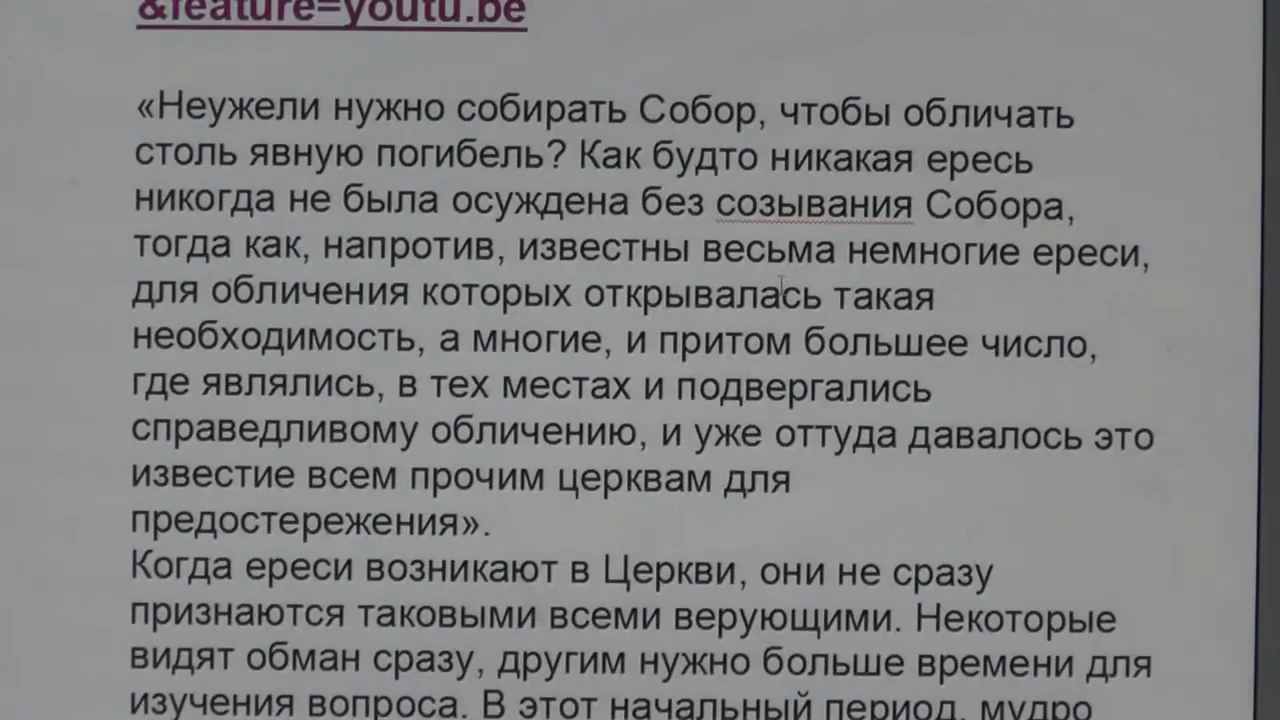 &feature=youtu.be
«Неужели нужно собирать Собор, чтобы обличать
столь явную погибель? Как будто никакая ересь
никогда не была осуждена без созывания Собора,
тогда как, напротив, известны весьма немногие ереси,
для обличения которых открывалась такая
необходимость, а многие, и притом большее число,
где являлись, в тех местах и подвергались
справедливому обличению, и уже оттуда давалось это
известие всем прочим церквам для
предостережения».
Когда ереси возникают в Церкви, они не сразу
признаются таковыми всеми верующими. Некоторые
видят обман сразу, другим нужно больше времени для
изучения вопроса. В этот начальный период, мудро